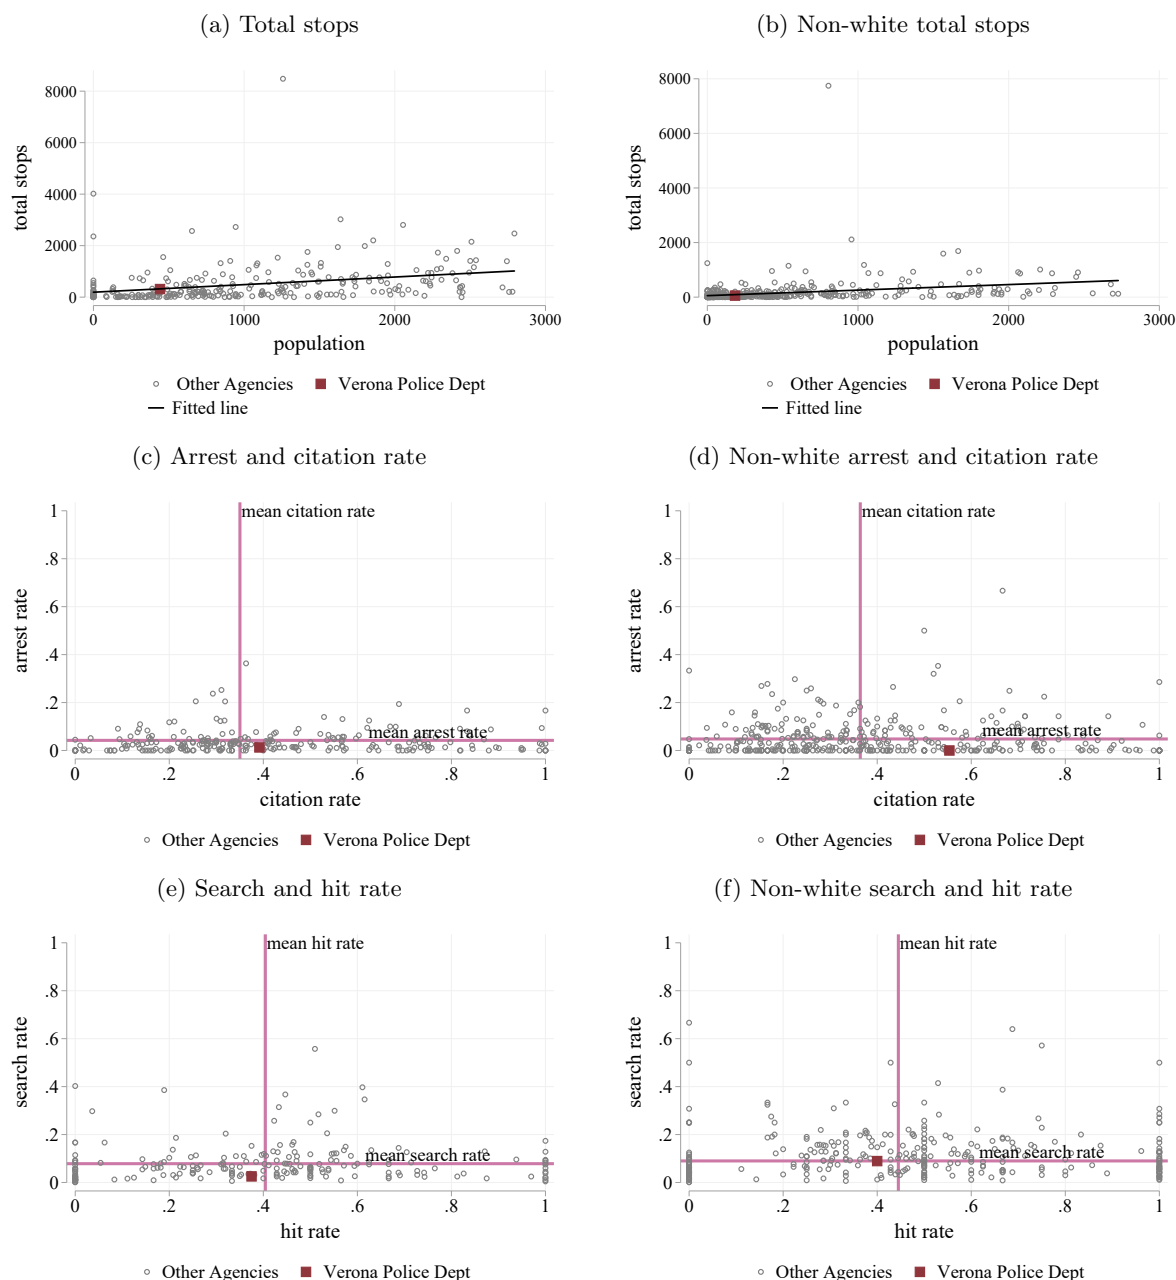 (a) Total stops
total stops
8000
6000
4000
2000
0
0 1000 2000 3000
population
Other Agencies Verona Police Dept
Fitted line
(b) Non-white total stops
total stops
8000
6000
4000
2000
0
0 1000 2000 3000
population
Other Agencies Verona Police Dept
Fitted line
(c) Arrest and citation rate
mean citation rate
arrest rate
1
.8
.6
.4
.2
0
mean arrest rate
0 .2 .4 .6 .8 1
citation rate
Other Agencies Verona Police Dept
(d) Non-white arrest and citation rate
mean citation rate
arrest rate
1
.8
.6
.4
.2
0
mean arrest rate
0 .2 .4 .6 .8 1
citation rate
Other Agencies Verona Police Dept
(e) Search and hit rate
mean hit rate
search rate
1
.8
.6
.4
.2
0
mean search rate
0 .2 .4 .6 .8 1
hit rate
Other Agencies Verona Police Dept
(f) Non-white search and hit rate
mean hit rate
search rate
1
.8
.6
.4
.2
0
mean search rate
0 .2 .4 .6 .8 1
hit rate
Other Agencies Verona Police Dept